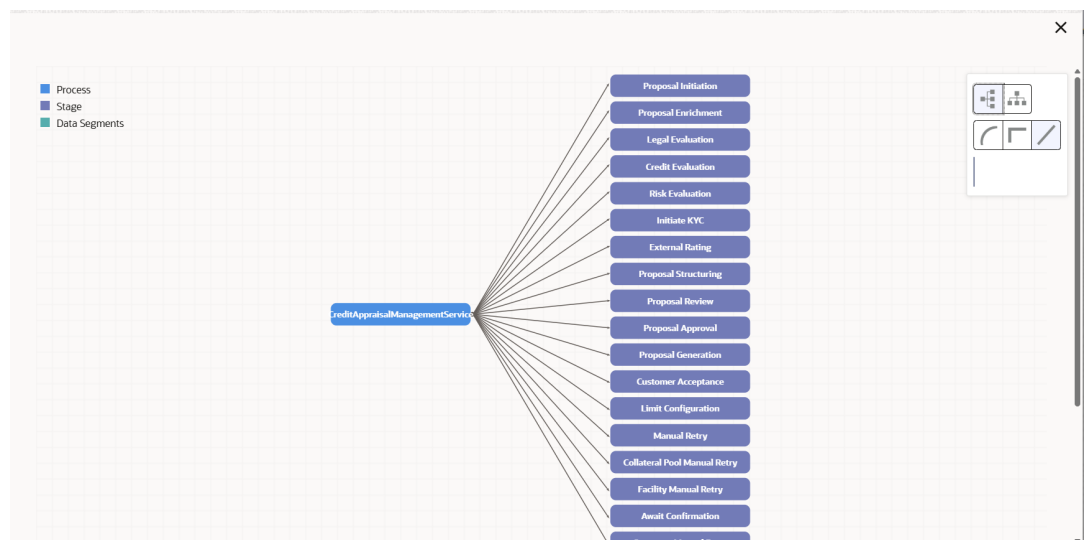 Process
Stage
Data Segments
CreditAppraisalManagementService
Proposal Initiation
Proposal Enrichment
Legal Evaluation
Credit Evaluation
Risk Evaluation
Initiate KYC
External Rating
Proposal Structuring
Proposal Review
Proposal Approval
Proposal Generation
Customer Acceptance
Limit Configuration
Manual Retry
Collateral Pool Manual Retry
Facility Manual Retry
Await Confirmation